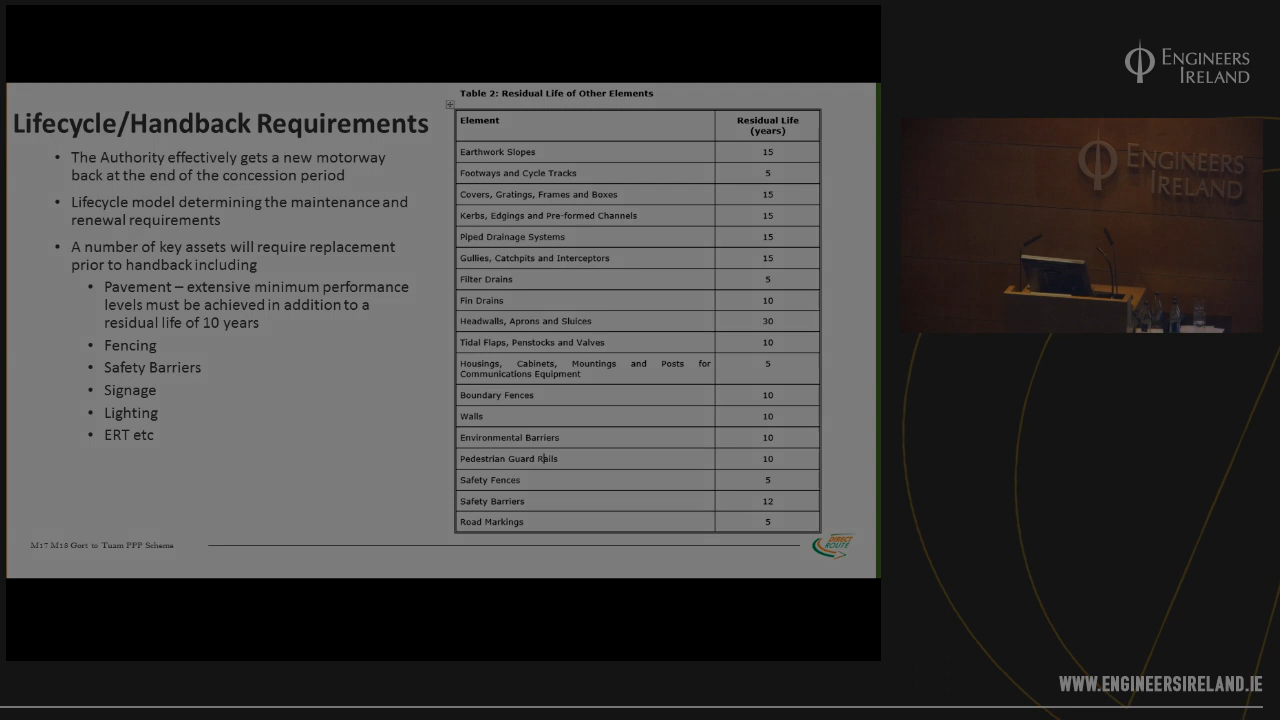 ENGINEERS
IRELAND
Table 2: Residual Life of Other Elements
Lifecycle/Handback Requirements
• The Authority effectively gets a new motorway
back at the end of the concession period
• Lifecycle model determining the maintenance and
renewal requirements
• A number of key assets will require replacement
prior to handback including
• Pavement – extensive minimum performance
levels must be achieved in addition to a
residual life of 10 years
• Fencing
• Safety Barriers
• Signage
• Lighting
• ERT etc
Element Residual Life
(years)
Earthwork Slopes 15
Footways and Cycle Tracks 5
Covers, Gratings, Frames and Boxes 15
Kerbs, Edgings and Pre-formed Channels 15
Piped Drainage Systems 15
Gullies, Catchpits and Interceptors 15
Filter Drains 5
Fin Drains 10
Headwalls, Aprons and Sluices 30
Tidal Flaps, Penstocks and Valves 10
Housings, Cabinets, Mountings and Posts for 5
Communications Equipment
Boundary Fences 10
Walls 10
Environmental Barriers 10
Pedestrian Guard Rails 10
Safety Fences 5
Safety Barriers 12
Road Markings 5
M17 M18 Gort to Tuam PPP Scheme
DIRECT
ROUTE
ENGINEERS
IRELAND
WWW.ENGINEERSIRELAND.IE